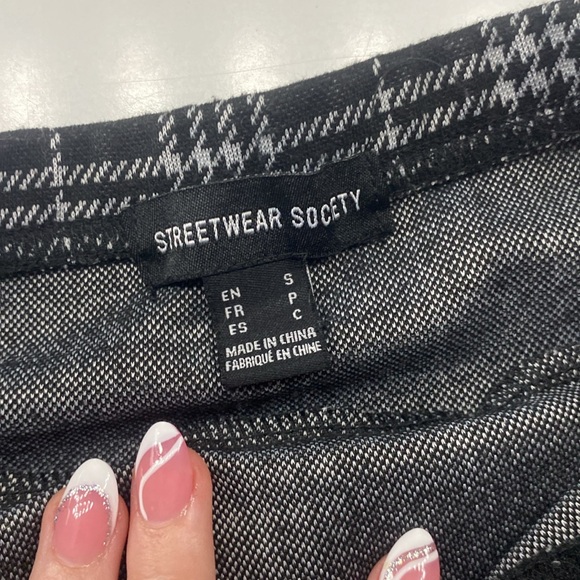 STREETWEAR SOCIETY
EN S
FR P
ES C
MADE IN CHINA
FABRIQUÉ EN CHINE